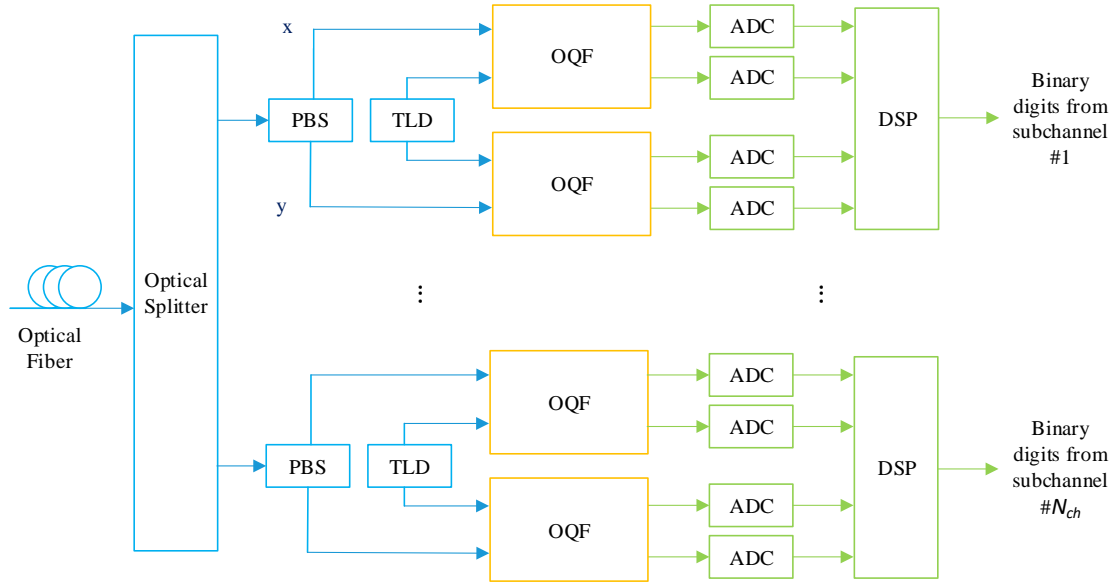 x
OQF
ADC
ADC
PBS
TLD
DSP
Binary
digits from
subchannel
#1
OQF
ADC
ADC
y
Optical
Splitter
Optical
Fiber
...
...
OQF
ADC
ADC
PBS
TLD
DSP
Binary
digits from
subchannel
#N_ch
OQF
ADC
ADC